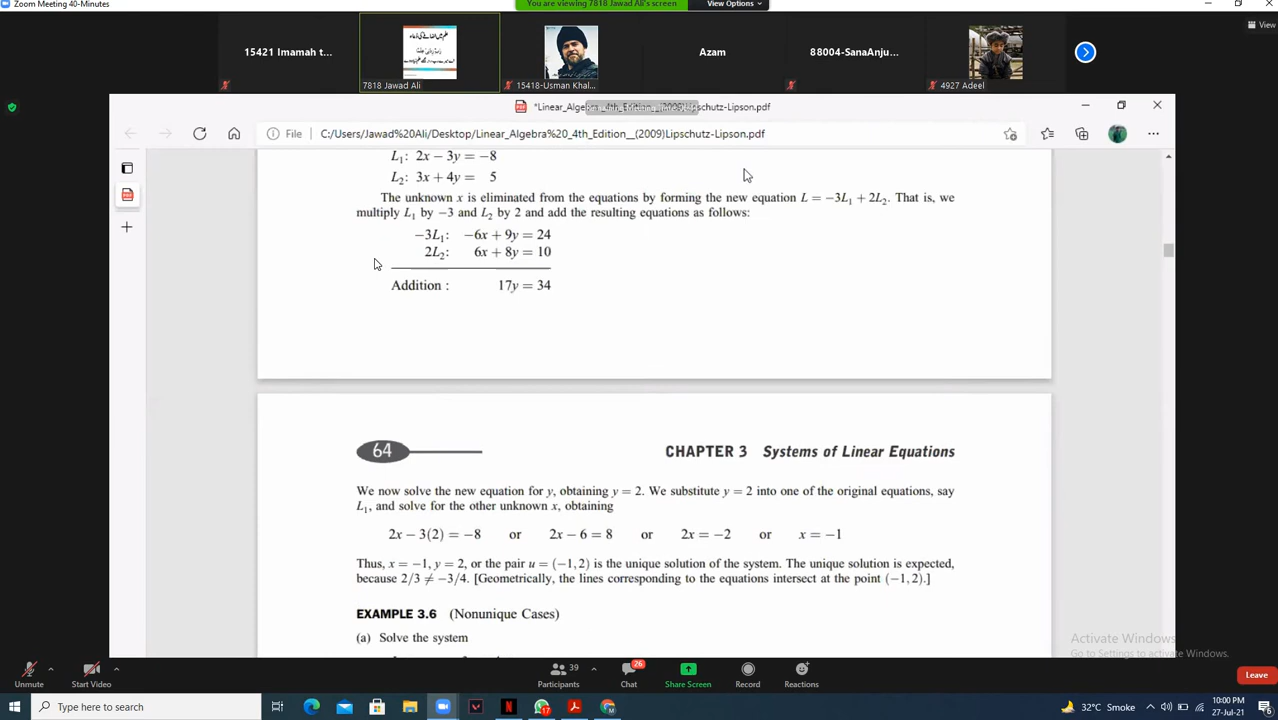 Zoom Meeting 40-Minutes
You are viewing 7818 Jawad Ali's screen
View Options
View
15421 Imamah t...
7818 Jawad Ali
15418-Usman Khal...
Azam
88004-SanaAnju...
4927 Adeel
*Linear_Algebra_4th_Edition__(2009)Lipschutz-Lipson.pdf
File C:/Users/Jawad%20Ali/Desktop/Linear_Algebra%20_4th_Edition__(2009)Lipschutz-Lipson.pdf
L₁: 2x − 3y = −8
L₂: 3x + 4y = 5
The unknown x is eliminated from the equations by forming the new equation L = −3L₁ + 2L₂. That is, we
multiply L₁ by −3 and L₂ by 2 and add the resulting equations as follows:
−3L₁: −6x + 9y = 24
2L₂: 6x + 8y = 10
Addition : 17y = 34
64 CHAPTER 3 Systems of Linear Equations
We now solve the new equation for y, obtaining y = 2. We substitute y = 2 into one of the original equations, say
L₁, and solve for the other unknown x, obtaining
2x − 3(2) = −8 or 2x − 6 = 8 or 2x = −2 or x = −1
Thus, x = −1, y = 2, or the pair u = (−1, 2) is the unique solution of the system. The unique solution is expected,
because 2/3 ≠ −3/4. [Geometrically, the lines corresponding to the equations intersect at the point (−1, 2).]
EXAMPLE 3.6 (Nonunique Cases)
(a) Solve the system
Activate Windows
Go to Settings to activate Windows.
Unmute
Start Video
39
Participants
26
Chat
Share Screen
Record
Reactions
Leave
Type here to search
17
32°C Smoke
10:00 PM
27-Jul-21